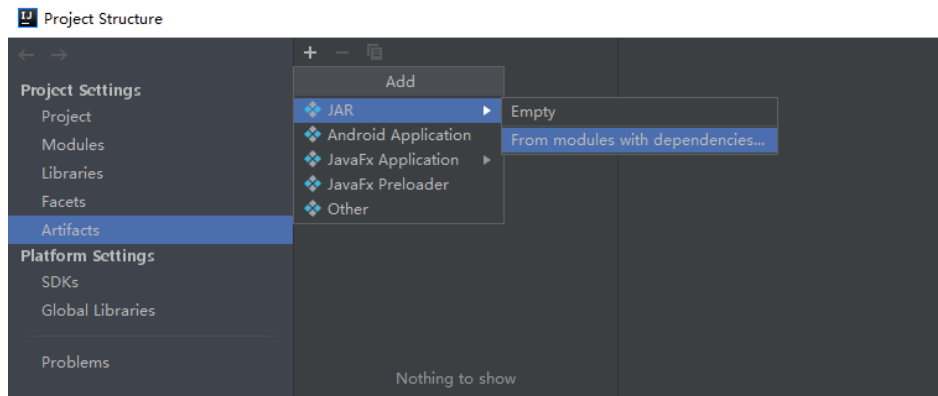 Project Structure
Project Settings
Project
Modules
Libraries
Facets
Artifacts
Platform Settings
SDKs
Global Libraries
Problems
Add
JAR
Android Application
JavaFx Application
JavaFx Preloader
Other
Empty
From modules with dependencies...
Nothing to show